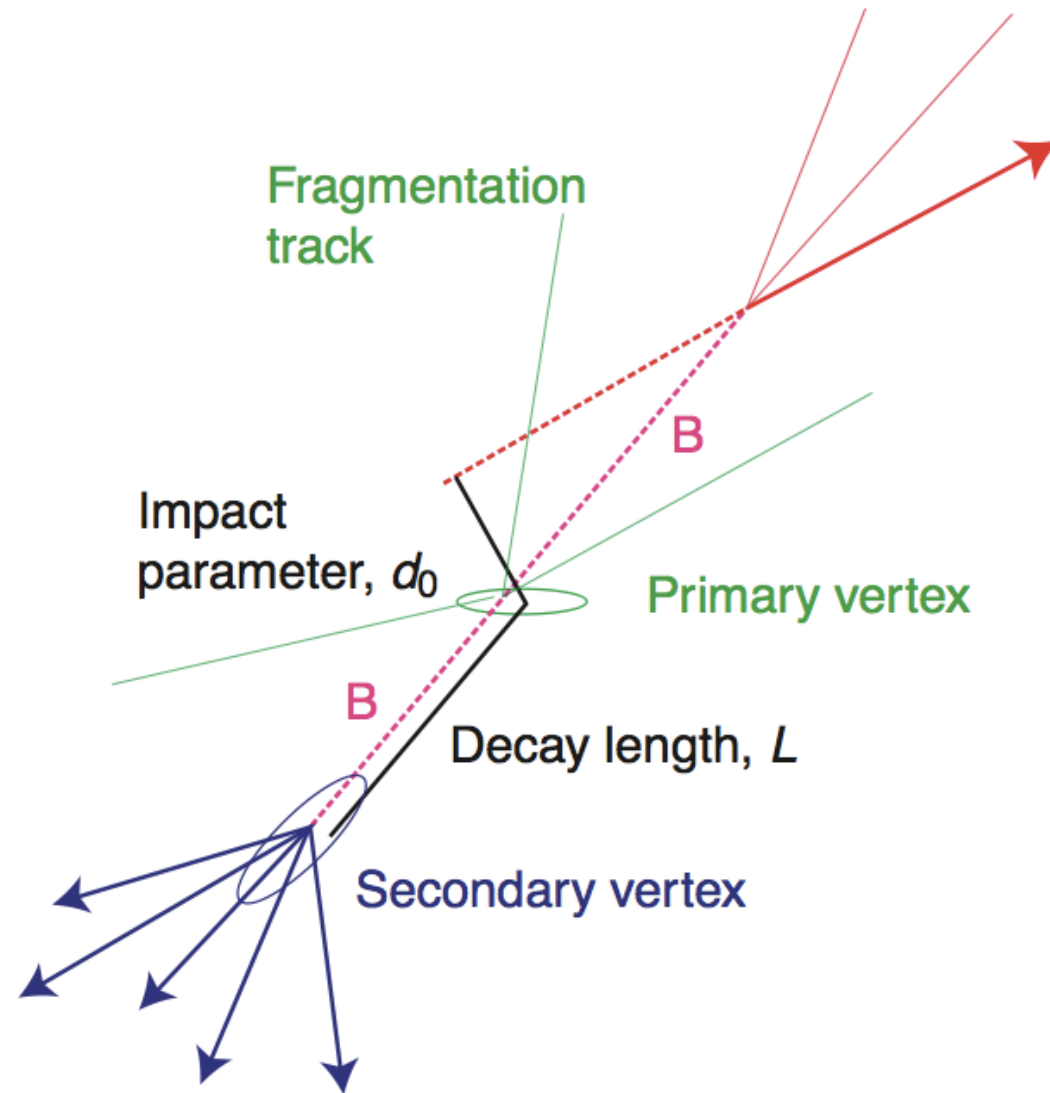 Fragmentation
track
B
Impact
parameter, d₀
Primary vertex
B
Decay length, L
Secondary vertex